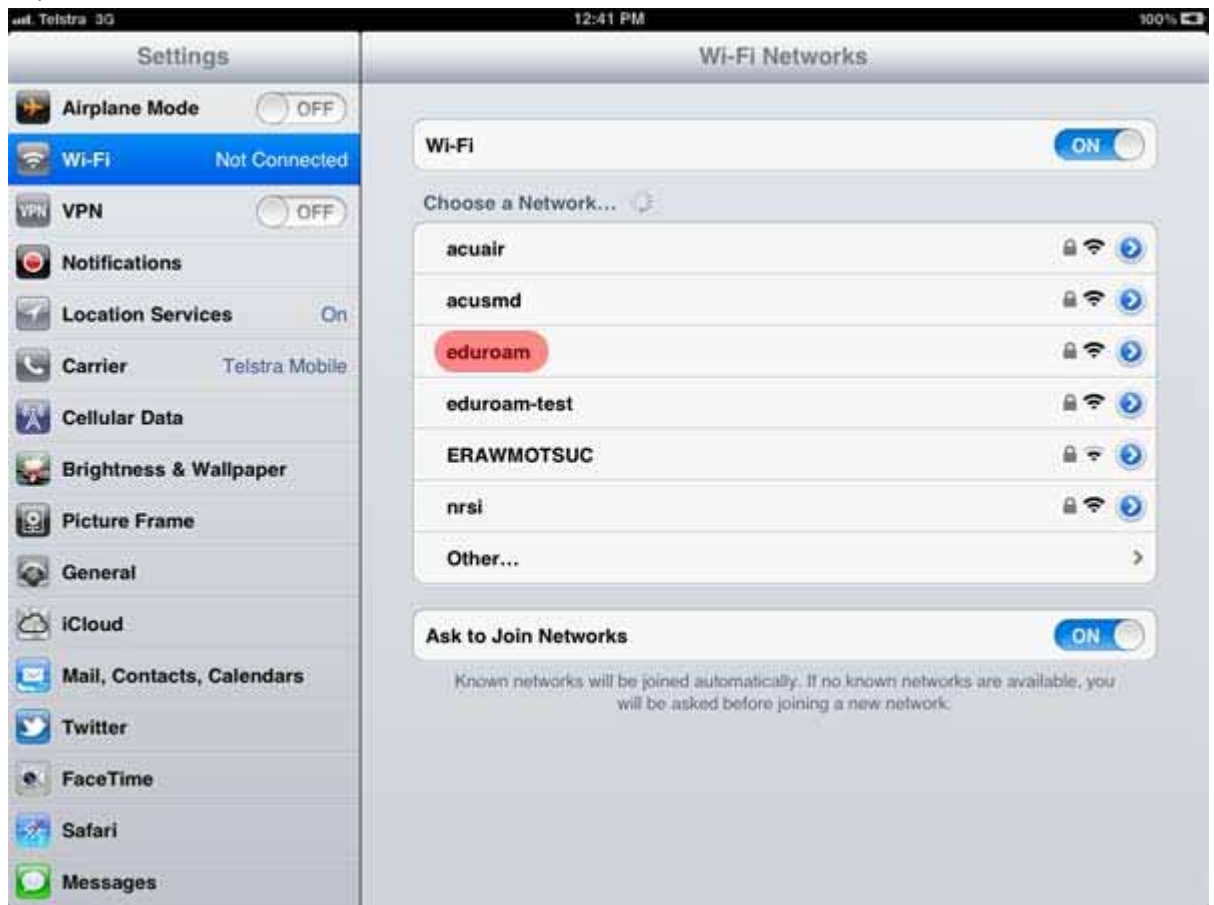 Telstra 3G 12:41 PM 100%
Settings
Wi-Fi Networks
Airplane Mode OFF
Wi-Fi Not Connected
VPN VPN OFF
Notifications
Location Services On
Carrier Telstra Mobile
Cellular Data
Brightness & Wallpaper
Picture Frame
General
iCloud
Mail, Contacts, Calendars
Twitter
FaceTime
Safari
Messages
Wi-Fi ON
Choose a Network...
acuair
acusmd
eduroam
eduroam-test
ERAWMOTSUC
nrsi
Other...
Ask to Join Networks ON
Known networks will be joined automatically. If no known networks are available, you
will be asked before joining a new network.